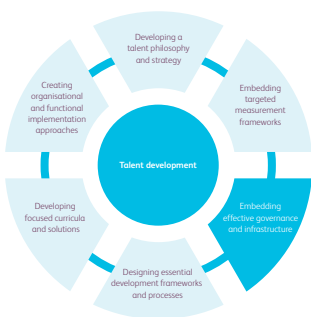 Developing a
talent philosophy
and strategy
Embedding
targeted
measurement
frameworks
Embedding
effective governance
and infrastructure
Designing essential
development frameworks
and processes
Developing
focused curricula
and solutions
Creating
organisational
and functional
implementation
approaches
Talent development